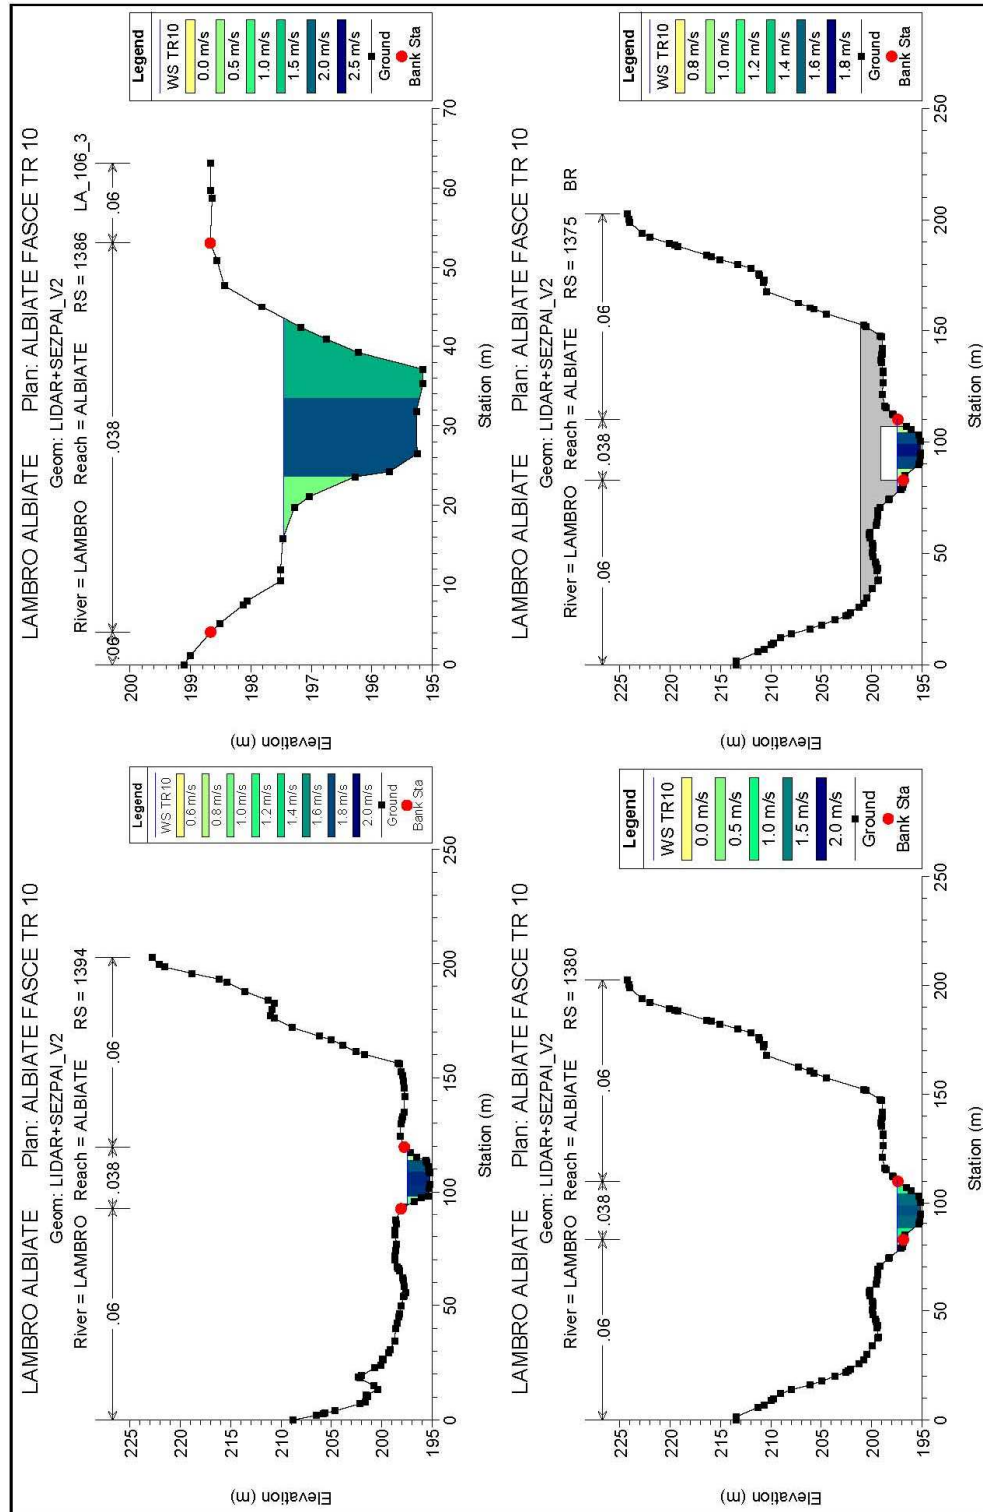 LAMBRO ALBIATE Plan: ALBIATE FASCE TR 10
Geom: LIDAR+SEZPAI_V2
River = LAMBRO Reach = ALBIATE RS = 1394
.06
.038
.06
Elevation (m)
225
220
215
210
205
200
195
0
50
100
150
200
250
Station (m)
Legend
WS TR10
0.6 m/s
0.8 m/s
1.0 m/s
1.2 m/s
1.4 m/s
1.6 m/s
1.8 m/s
2.0 m/s
Ground
Bank Sta
LAMBRO ALBIATE Plan: ALBIATE FASCE TR 10
Geom: LIDAR+SEZPAI_V2
River = LAMBRO Reach = ALBIATE RS = 1386 LA_106_3
.06
.038
.06
Elevation (m)
200
199
198
197
196
195
0
10
20
30
40
50
60
70
Station (m)
Legend
WS TR10
0.0 m/s
0.5 m/s
1.0 m/s
1.5 m/s
2.0 m/s
2.5 m/s
Ground
Bank Sta
LAMBRO ALBIATE Plan: ALBIATE FASCE TR 10
Geom: LIDAR+SEZPAI_V2
River = LAMBRO Reach = ALBIATE RS = 1380
.06
.038
.06
Elevation (m)
225
220
215
210
205
200
195
0
50
100
150
200
250
Station (m)
Legend
WS TR10
0.0 m/s
0.5 m/s
1.0 m/s
1.5 m/s
2.0 m/s
Ground
Bank Sta
LAMBRO ALBIATE Plan: ALBIATE FASCE TR 10
Geom: LIDAR+SEZPAI_V2
River = LAMBRO Reach = ALBIATE RS = 1375 BR
.06
.038
.06
Elevation (m)
225
220
215
210
205
200
195
0
50
100
150
200
250
Station (m)
Legend
WS TR10
0.8 m/s
1.0 m/s
1.2 m/s
1.4 m/s
1.6 m/s
1.8 m/s
Ground
Bank Sta